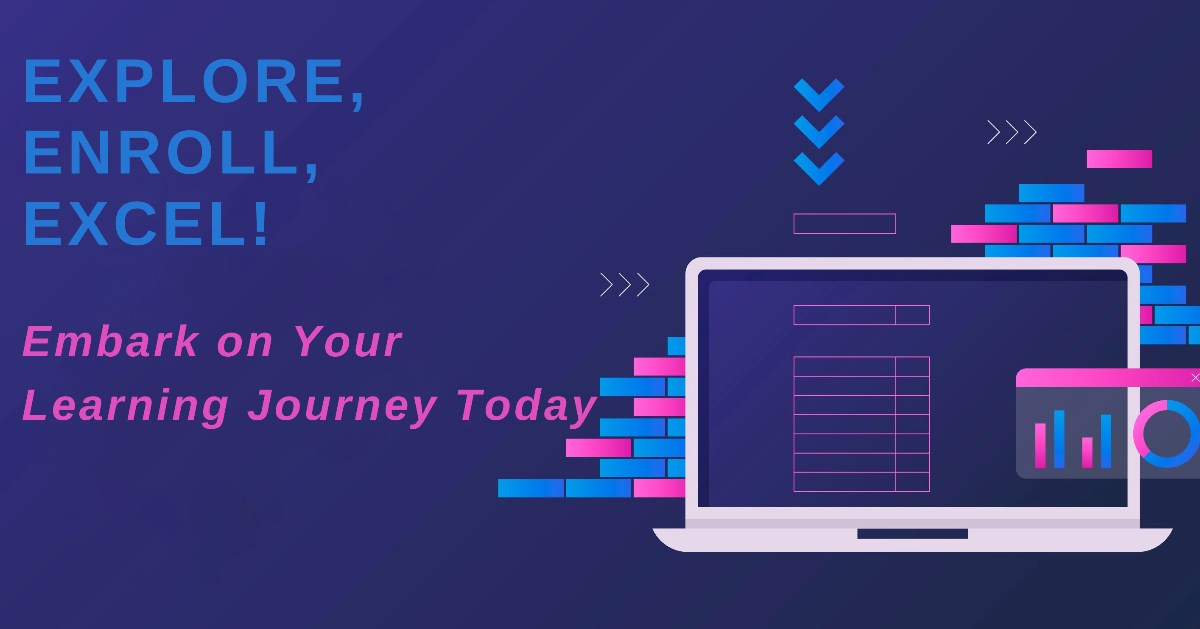 EXPLORE,
ENROLL,
EXCEL!
Embark on Your
Learning Journey Today